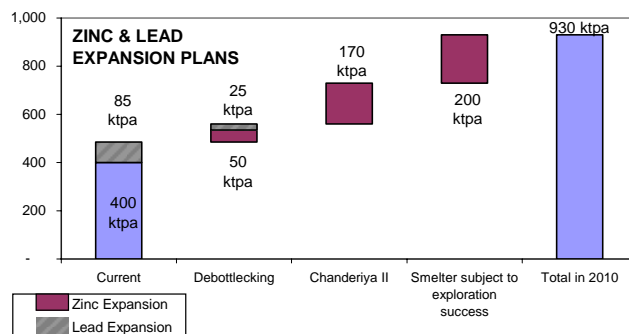 1,000
800
600
400
200
-
ZINC & LEAD
EXPANSION PLANS
85
ktpa
400
ktpa
25
ktpa
50
ktpa
170
ktpa
200
ktpa
930 ktpa
Current
Debottlecking
Chanderiya II
Smelter subject to
exploration
success
Total in 2010
Zinc Expansion
Lead Expansion